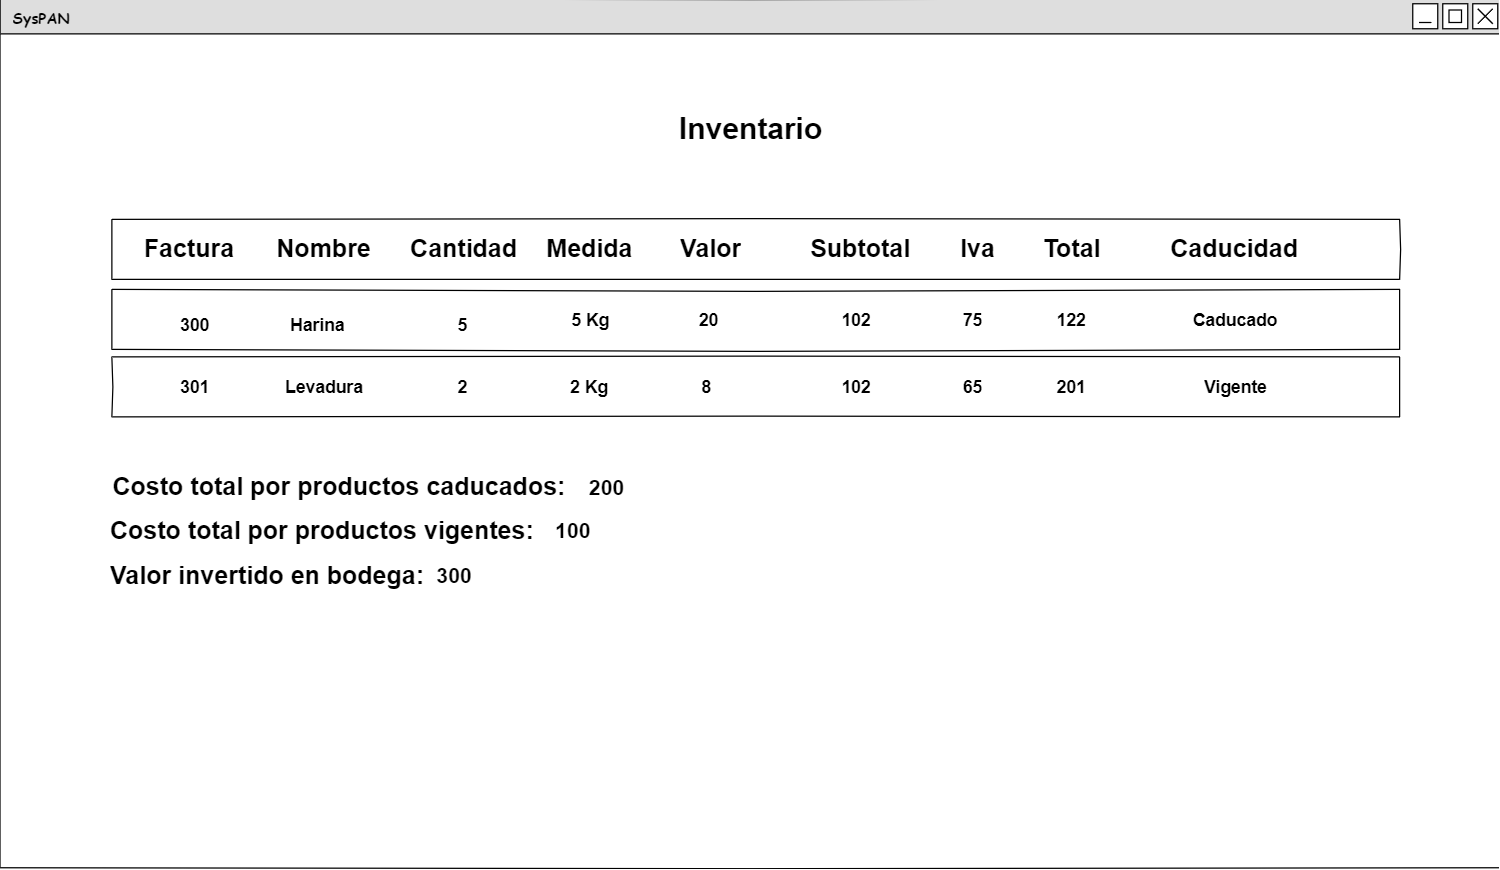 SysPAN
Inventario
Factura Nombre Cantidad Medida Valor Subtotal Iva Total Caducidad
300 Harina 5 5 Kg 20 102 75 122 Caducado
301 Levadura 2 2 Kg 8 102 65 201 Vigente
Costo total por productos caducados: 200
Costo total por productos vigentes: 100
Valor invertido en bodega: 300